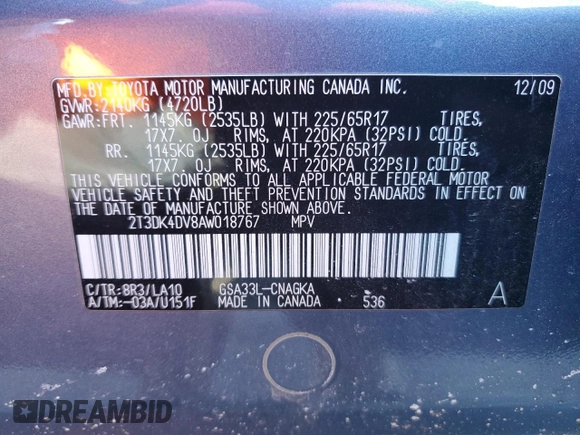 MFD.BY TOYOTA MOTOR MANUFACTURING CANADA INC. 12/09
GVWR:2140KG (4720LB)
GAWR:FRT. 1145KG (2535LB) WITH 225/65R17 TIRES,
17X7. 0J RIMS, AT 220KPA (32PSI) COLD.
RR. 1145KG (2535LB) WITH 225/65R17 TIRES,
17X7. 0J RIMS, AT 220KPA (32PSI) COLD.
THIS VEHICLE CONFORMS TO ALL APPLICABLE FEDERAL MOTOR
VEHICLE SAFETY AND THEFT PREVENTION STANDARDS IN EFFECT ON
THE DATE OF MANUFACTURE SHOWN ABOVE.
2T3DK4DV8AW018767 MPV
C/TR:8R3/LA10 GSA33L-CNAGKA
A/TM:-03A/U151F MADE IN CANADA 536 A
DREAMBID